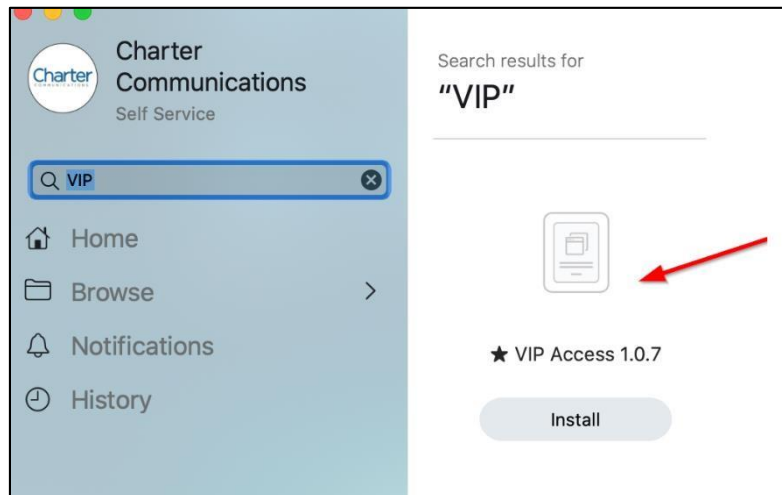 Charter
Charter
Communications
Self Service
VIP
Home
Browse
Notifications
History
Search results for
“VIP”
★ VIP Access 1.0.7
Install